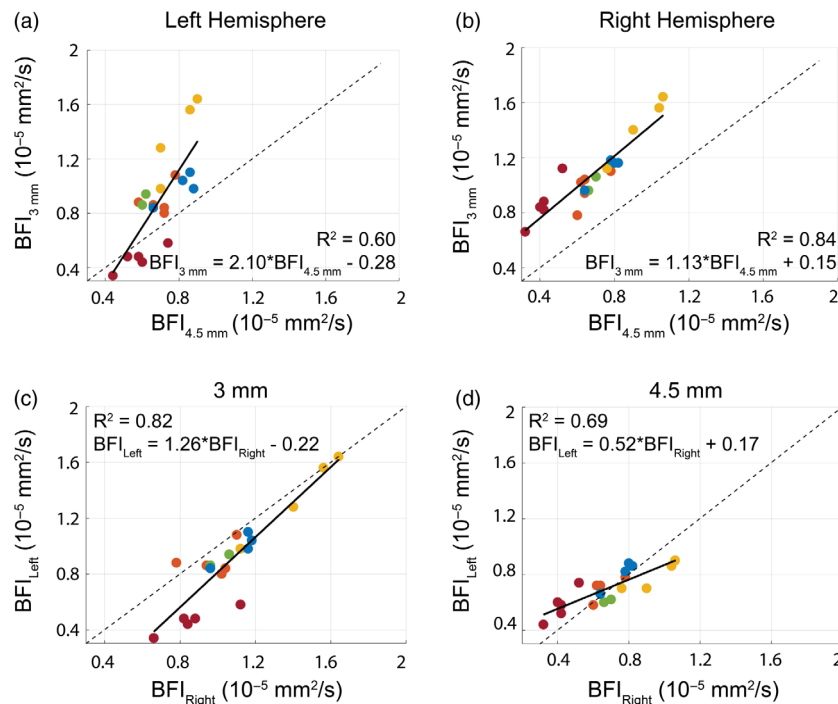 (a) Left Hemisphere
2
1.6
1.2
0.8
0.4
BFI3 mm (10-5 mm2/s)
R2 = 0.60
BFI3 mm = 2.10*BFI4.5 mm - 0.28
0.4 0.8 1.2 1.6 2
BFI4.5 mm (10-5 mm2/s)
(b) Right Hemisphere
2
1.6
1.2
0.8
0.4
BFI3 mm (10-5 mm2/s)
R2 = 0.84
BFI3 mm = 1.13*BFI4.5 mm + 0.15
0.4 0.8 1.2 1.6 2
BFI4.5 mm (10-5 mm2/s)
(c) 3 mm
2
1.6
1.2
0.8
0.4
BFILeft (10-5 mm2/s)
R2 = 0.82
BFILeft = 1.26*BFIRight - 0.22
0.4 0.8 1.2 1.6 2
BFIRight (10-5 mm2/s)
(d) 4.5 mm
2
1.6
1.2
0.8
0.4
BFILeft (10-5 mm2/s)
R2 = 0.69
BFILeft = 0.52*BFIRight + 0.17
0.4 0.8 1.2 1.6 2
BFIRight (10-5 mm2/s)